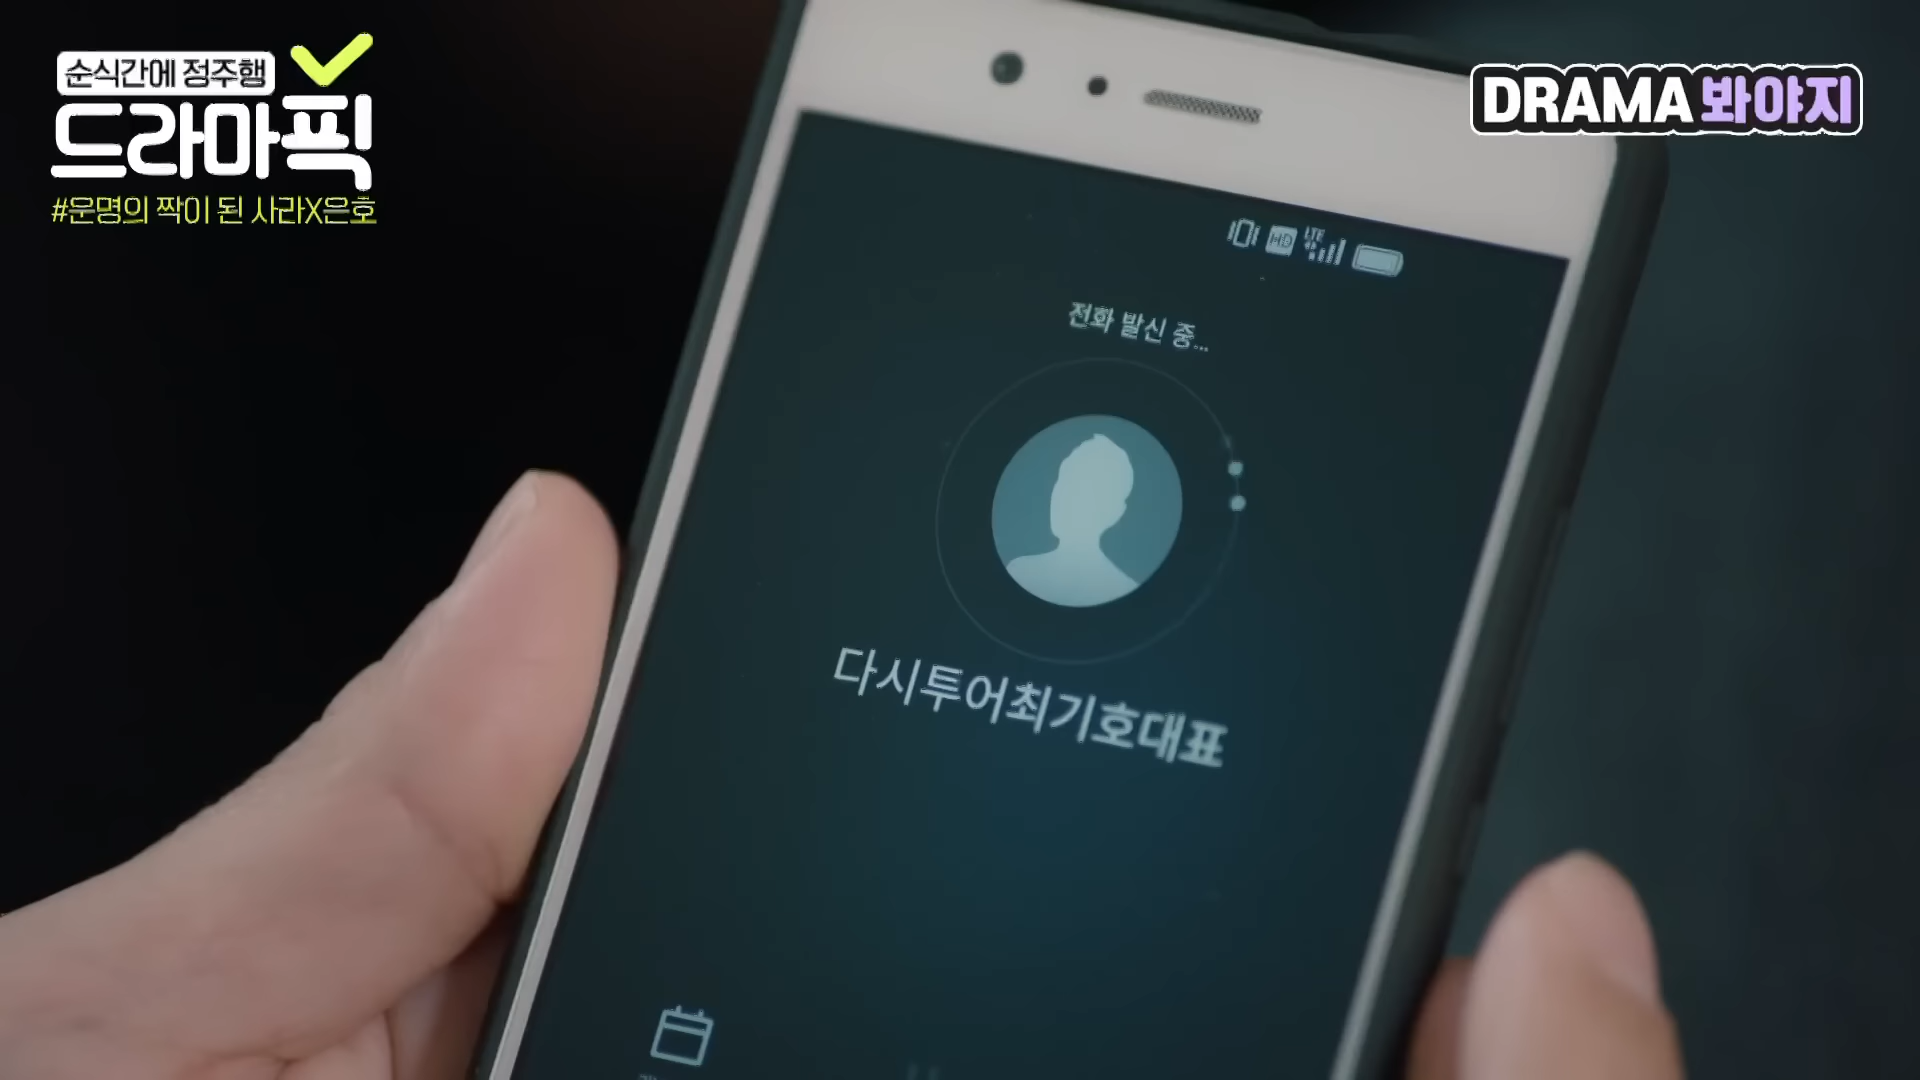 순식간에 정주행
드라마픽
#운명의 짝이 된 사라X은호
DRAMA 봐야지
HD
LTE
전화 발신 중...
다시투어최기호대표